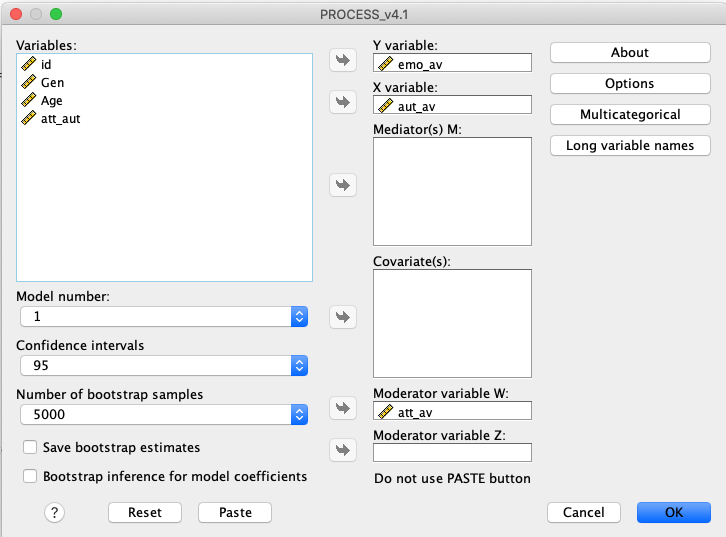 PROCESS_v4.1
Variables:
id
Gen
Age
att_aut
Y variable:
emo_av
X variable:
aut_av
Mediator(s) M:
Covariate(s):
Moderator variable W:
att_av
Moderator variable Z:
Do not use PASTE button
About
Options
Multicategorical
Long variable names
Model number:
1
Confidence intervals
95
Number of bootstrap samples
5000
Save bootstrap estimates
Bootstrap inference for model coefficients
?
Reset
Paste
Cancel
OK